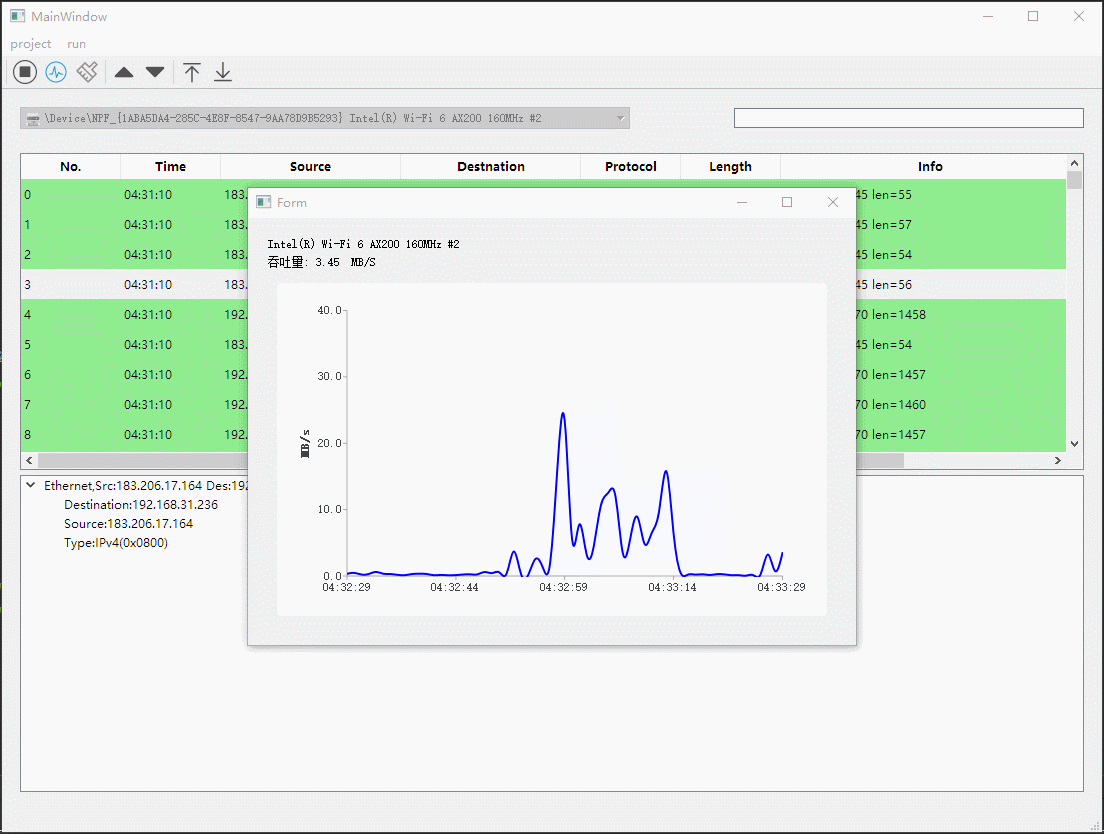 MainWindow
project run
\Device\NPF_{1ABA5DA4-285C-4E8F-8547-9AA78D9B5293} Intel(R) Wi-Fi 6 AX200 160MHz #2
No. Time Source Destnation Protocol Length Info
0 04:31:10 183. 45 len=55
1 04:31:10 183. 45 len=57
2 04:31:10 183. 45 len=54
3 04:31:10 183. 45 len=56
4 04:31:10 192. 70 len=1458
5 04:31:10 183. 45 len=54
6 04:31:10 192. 70 len=1457
7 04:31:10 192. 70 len=1460
8 04:31:10 192. 70 len=1457
Form
Intel(R) Wi-Fi 6 AX200 160MHz #2
吞吐量: 3.45 MB/S
40.0
30.0
20.0
10.0
0.0
MB/s
04:32:29 04:32:44 04:32:59 04:33:14 04:33:29
Ethernet,Src:183.206.17.164 Des:192
Destination:192.168.31.236
Source:183.206.17.164
Type:IPv4(0x0800)